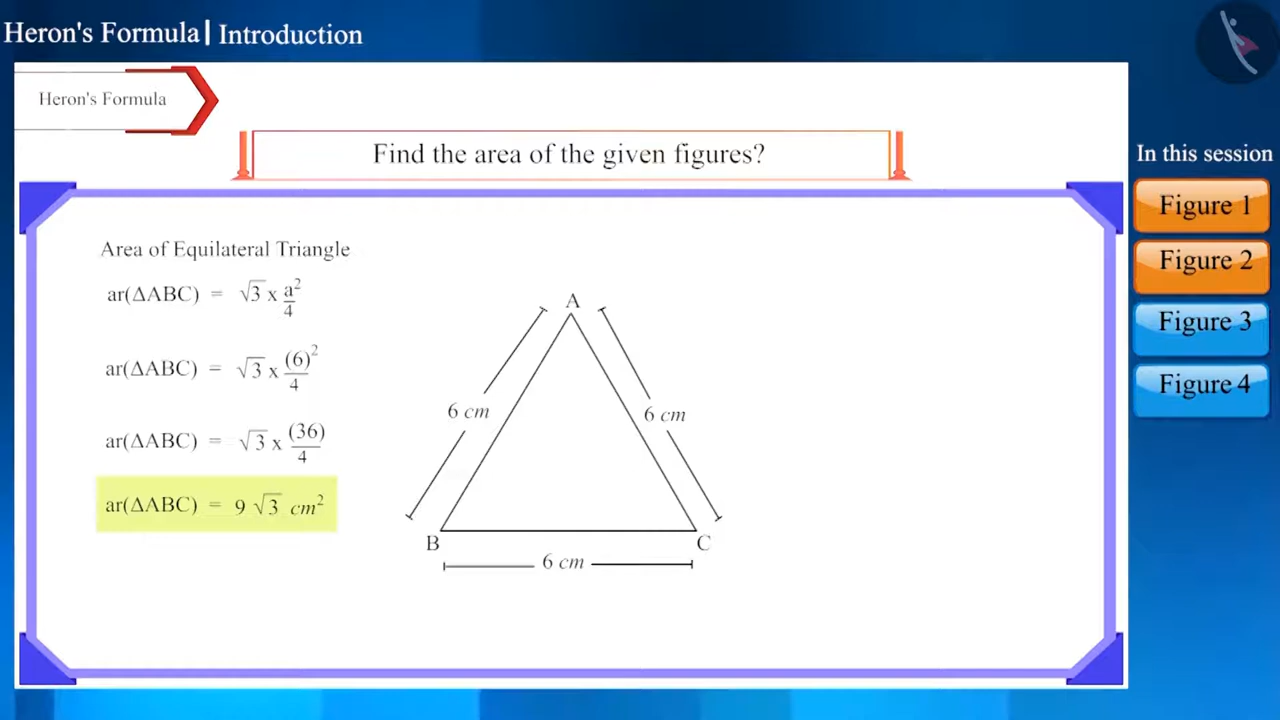 Heron's Formula | Introduction
Heron's Formula
Find the area of the given figures?
In this session
Figure 1
Figure 2
Figure 3
Figure 4
Area of Equilateral Triangle
ar(ΔABC) = √3 x a²/4
ar(ΔABC) = √3 x (6)²/4
ar(ΔABC) = √3 x (36)/4
ar(ΔABC) = 9 √3 cm²
A
6 cm
6 cm
B
C
6 cm